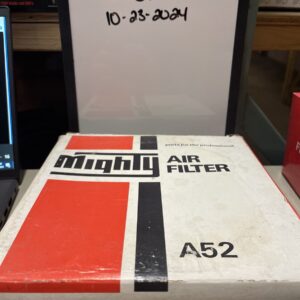 10-23-2024
parts for the professional
Mighty AIR
FILTER
A52